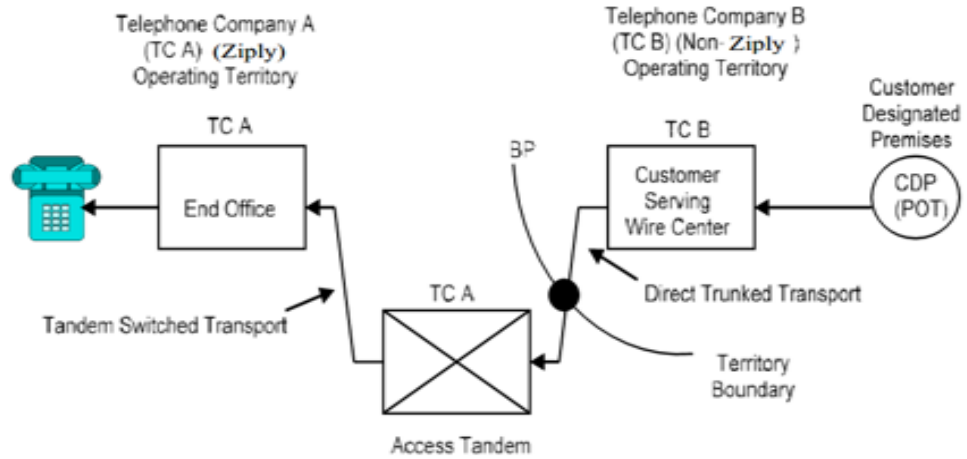 Telephone Company A
(TC A) (Ziply)
Operating Territory
Telephone Company B
(TC B) (Non- Ziply )
Operating Territory
Customer
Designated
Premises
TC A
TC B
BP
End Office
Customer
Serving
Wire Center
CDP
(POT)
TC A
Direct Trunked Transport
Tandem Switched Transport
Territory
Boundary
Access Tandem